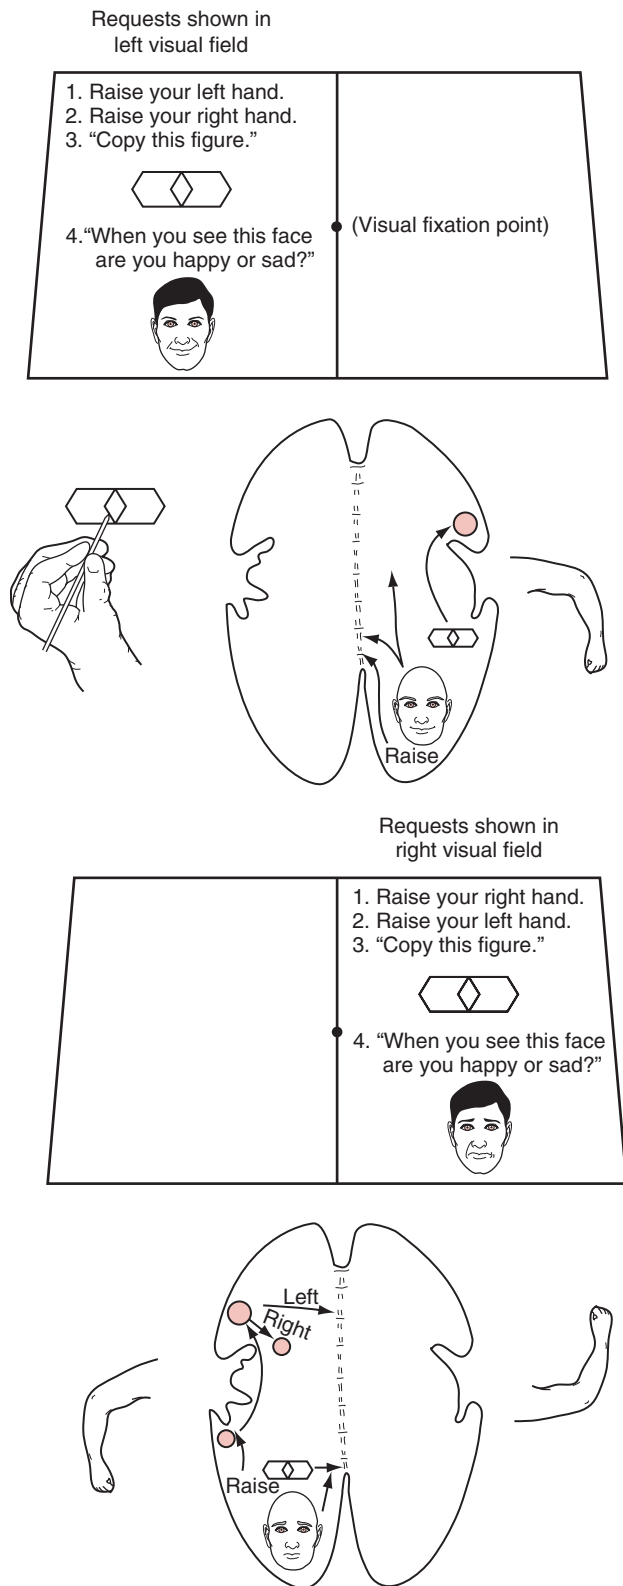 Requests shown in
left visual field
1. Raise your left hand.
2. Raise your right hand.
3. “Copy this figure.”
(Visual fixation point)
4.“When you see this face
are you happy or sad?”
Raise
Requests shown in
right visual field
1. Raise your right hand.
2. Raise your left hand.
3. “Copy this figure.”
4. “When you see this face
are you happy or sad?”
Left
Right
Raise